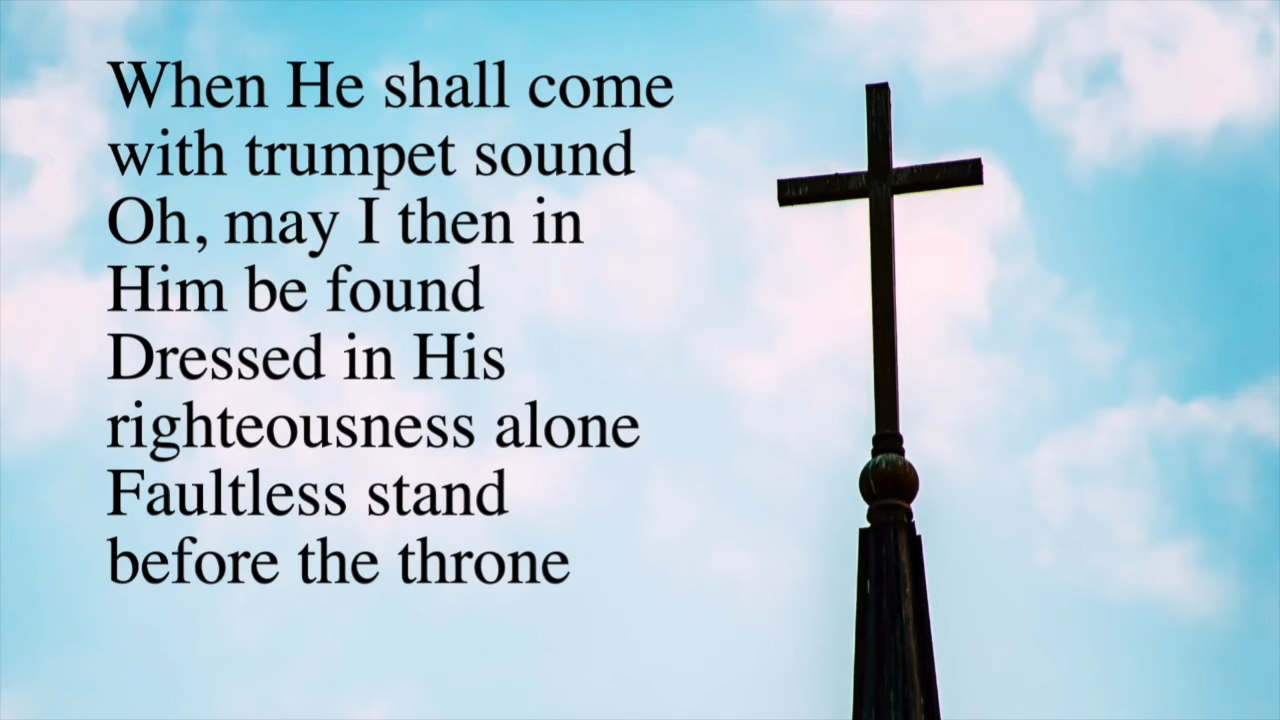 When He shall come
with trumpet sound
Oh, may I then in
Him be found
Dressed in His
righteousness alone
Faultless stand
before the throne